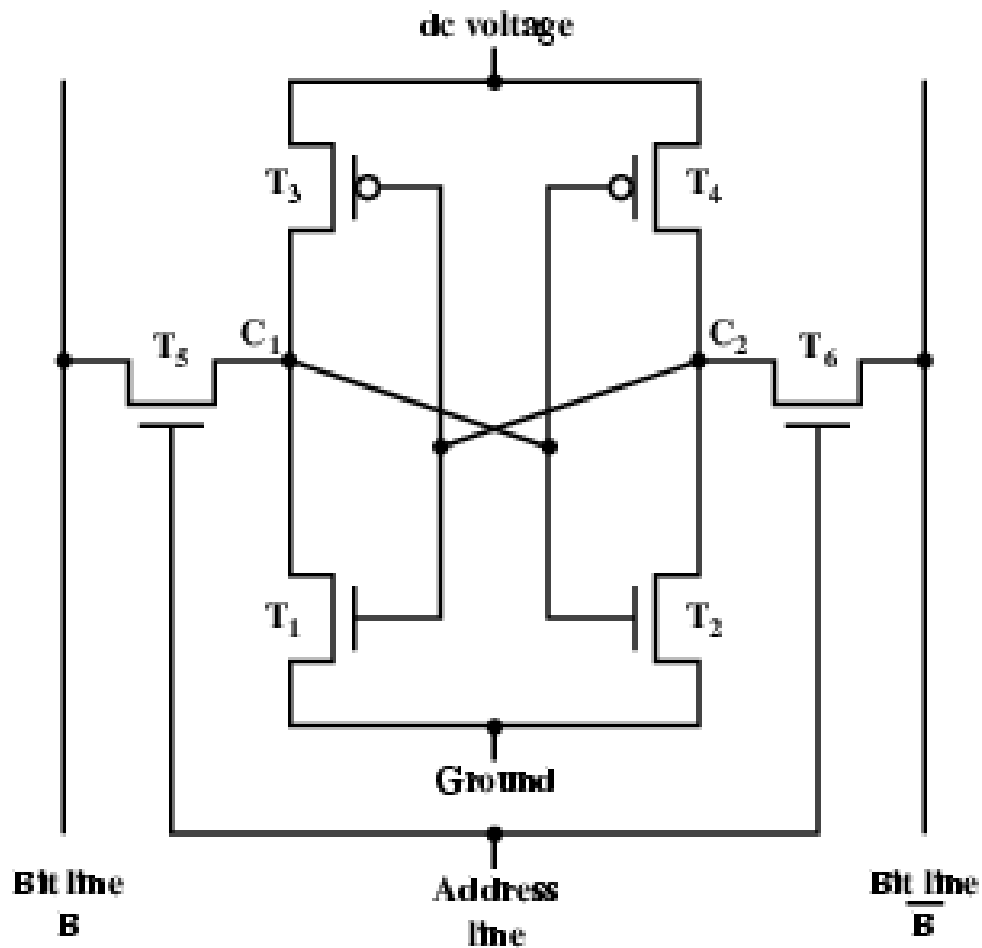 dc voltage
T3
T4
C1
C2
T5
T6
T1
T2
Ground
Bit line
B
Address
line
Bit line
B̅